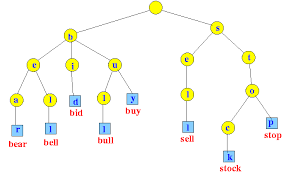 b s
e i u e t
a l d l y l o
bid buy
r l l l c p
bear bell bull sell stop
k
stock